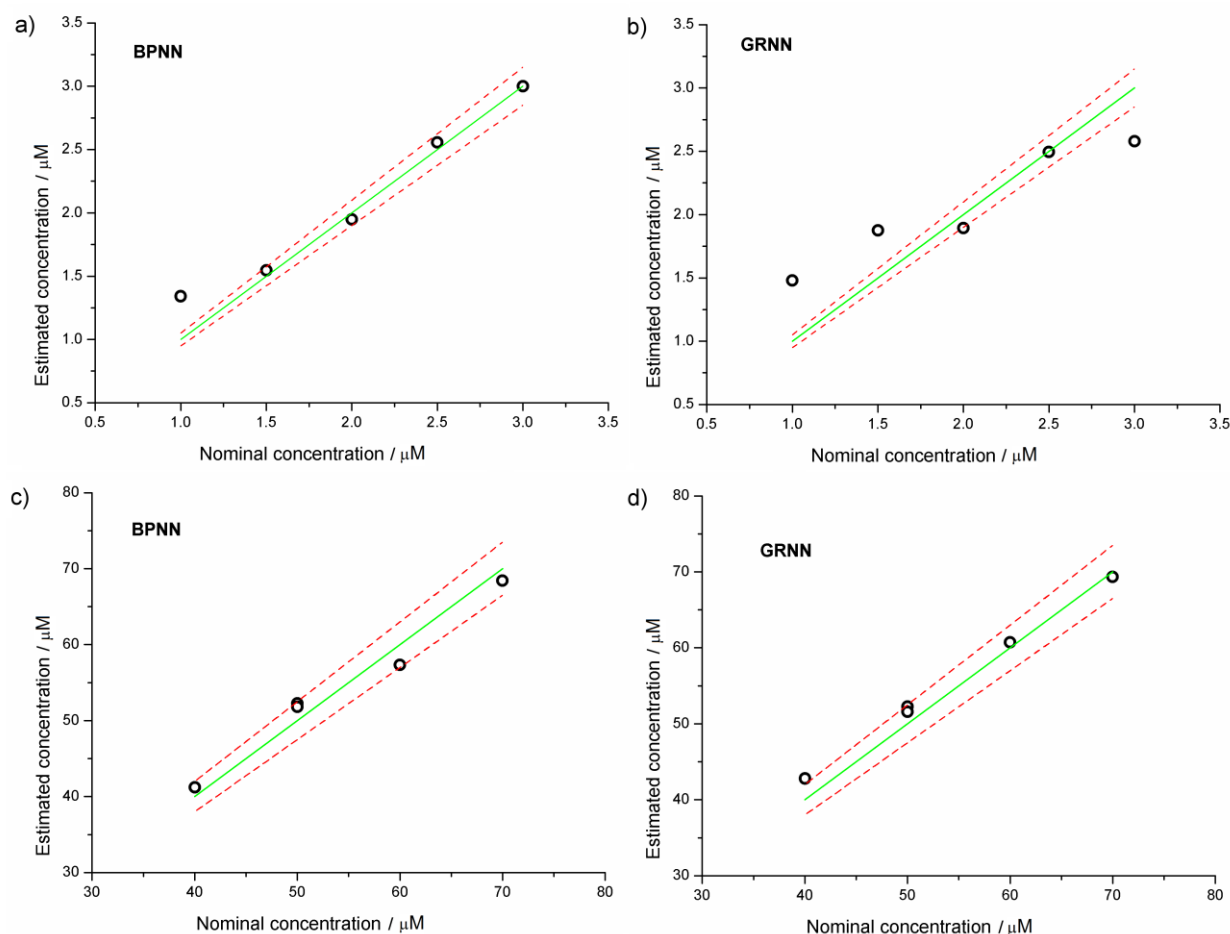 a)
BPNN
3.5
3.0
2.5
2.0
1.5
1.0
0.5
Estimated concentration / μM
0.5 1.0 1.5 2.0 2.5 3.0 3.5
Nominal concentration / μM
b)
GRNN
3.5
3.0
2.5
2.0
1.5
1.0
0.5
Estimated concentration / μM
0.5 1.0 1.5 2.0 2.5 3.0 3.5
Nominal concentration / μM
c)
BPNN
80
70
60
50
40
30
Estimated concentration / μM
30 40 50 60 70 80
Nominal concentration / μM
d)
GRNN
80
70
60
50
40
30
Estimated concentration / μM
30 40 50 60 70 80
Nominal concentration / μM